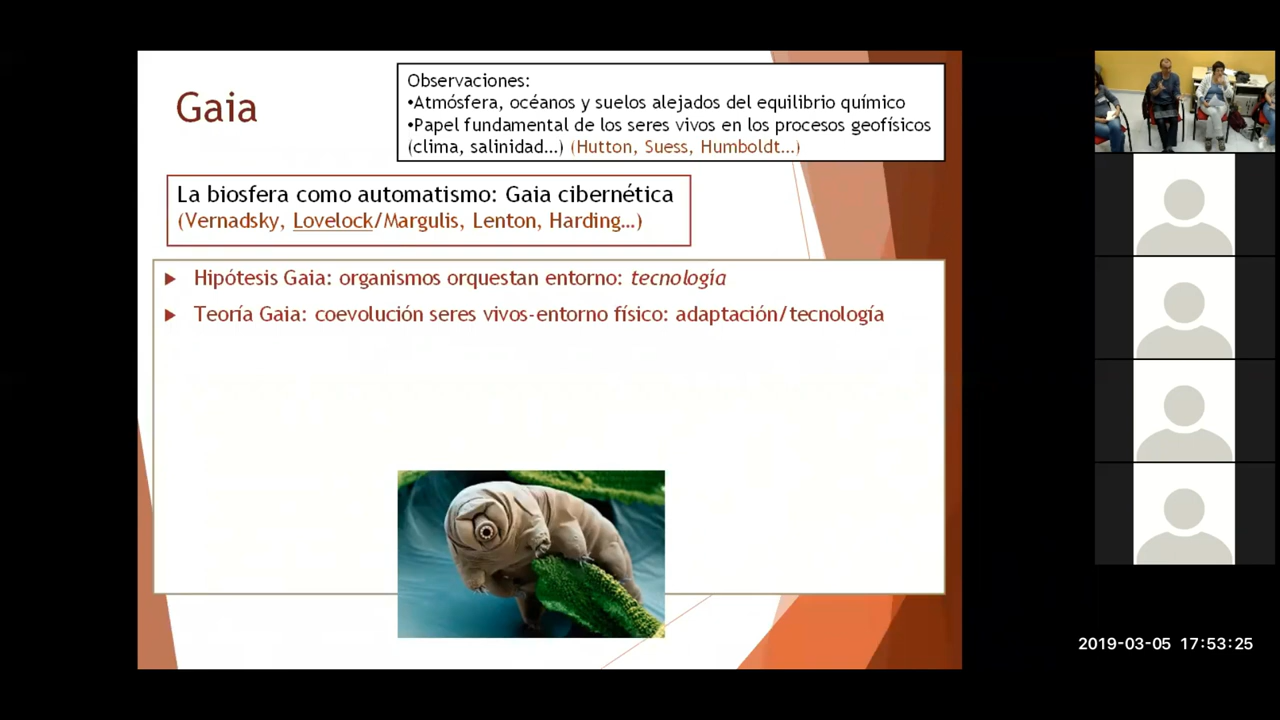 Gaia
Observaciones:
•Atmósfera, océanos y suelos alejados del equilibrio químico
•Papel fundamental de los seres vivos en los procesos geofísicos
(clima, salinidad…) (Hutton, Suess, Humboldt…)
La biosfera como automatismo: Gaia cibernética
(Vernadsky, Lovelock/Margulis, Lenton, Harding…)
Hipótesis Gaia: organismos orquestan entorno: tecnología
Teoría Gaia: coevolución seres vivos-entorno físico: adaptación/tecnología
2019-03-05 17:53:25